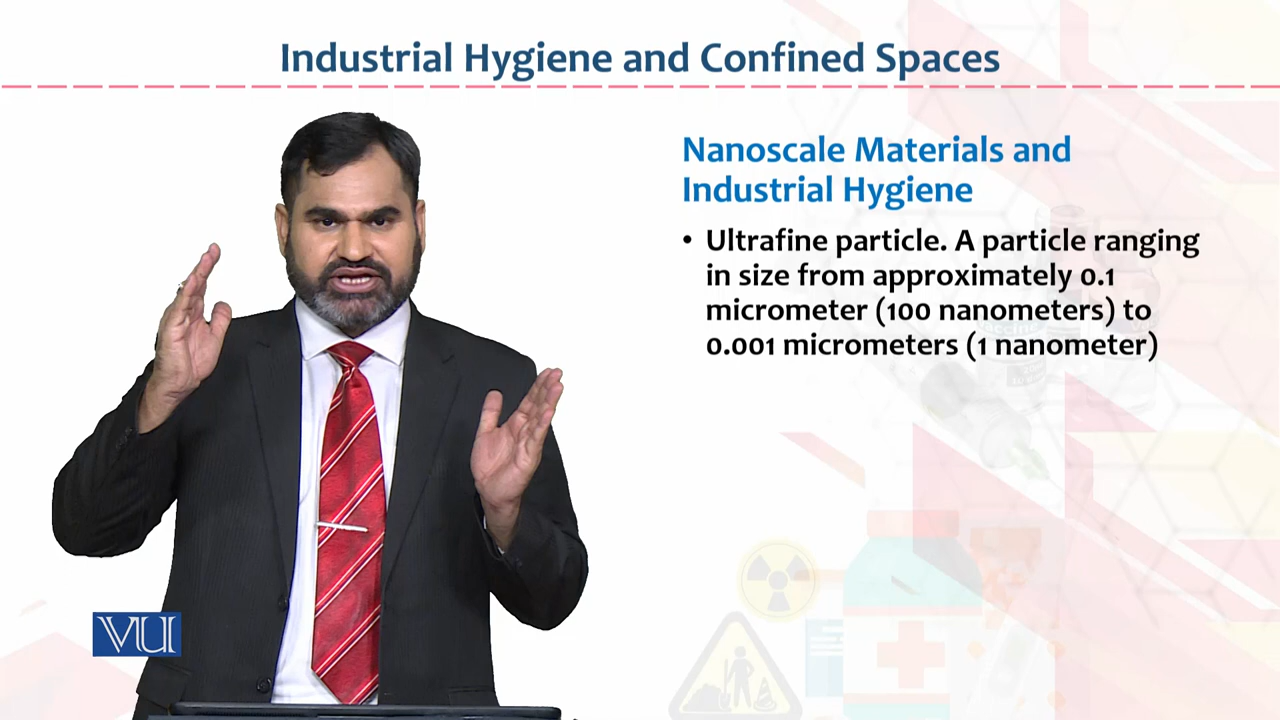 Industrial Hygiene and Confined Spaces
Nanoscale Materials and
Industrial Hygiene
• Ultrafine particle. A particle ranging
in size from approximately 0.1
micrometer (100 nanometers) to
0.001 micrometers (1 nanometer)
VU